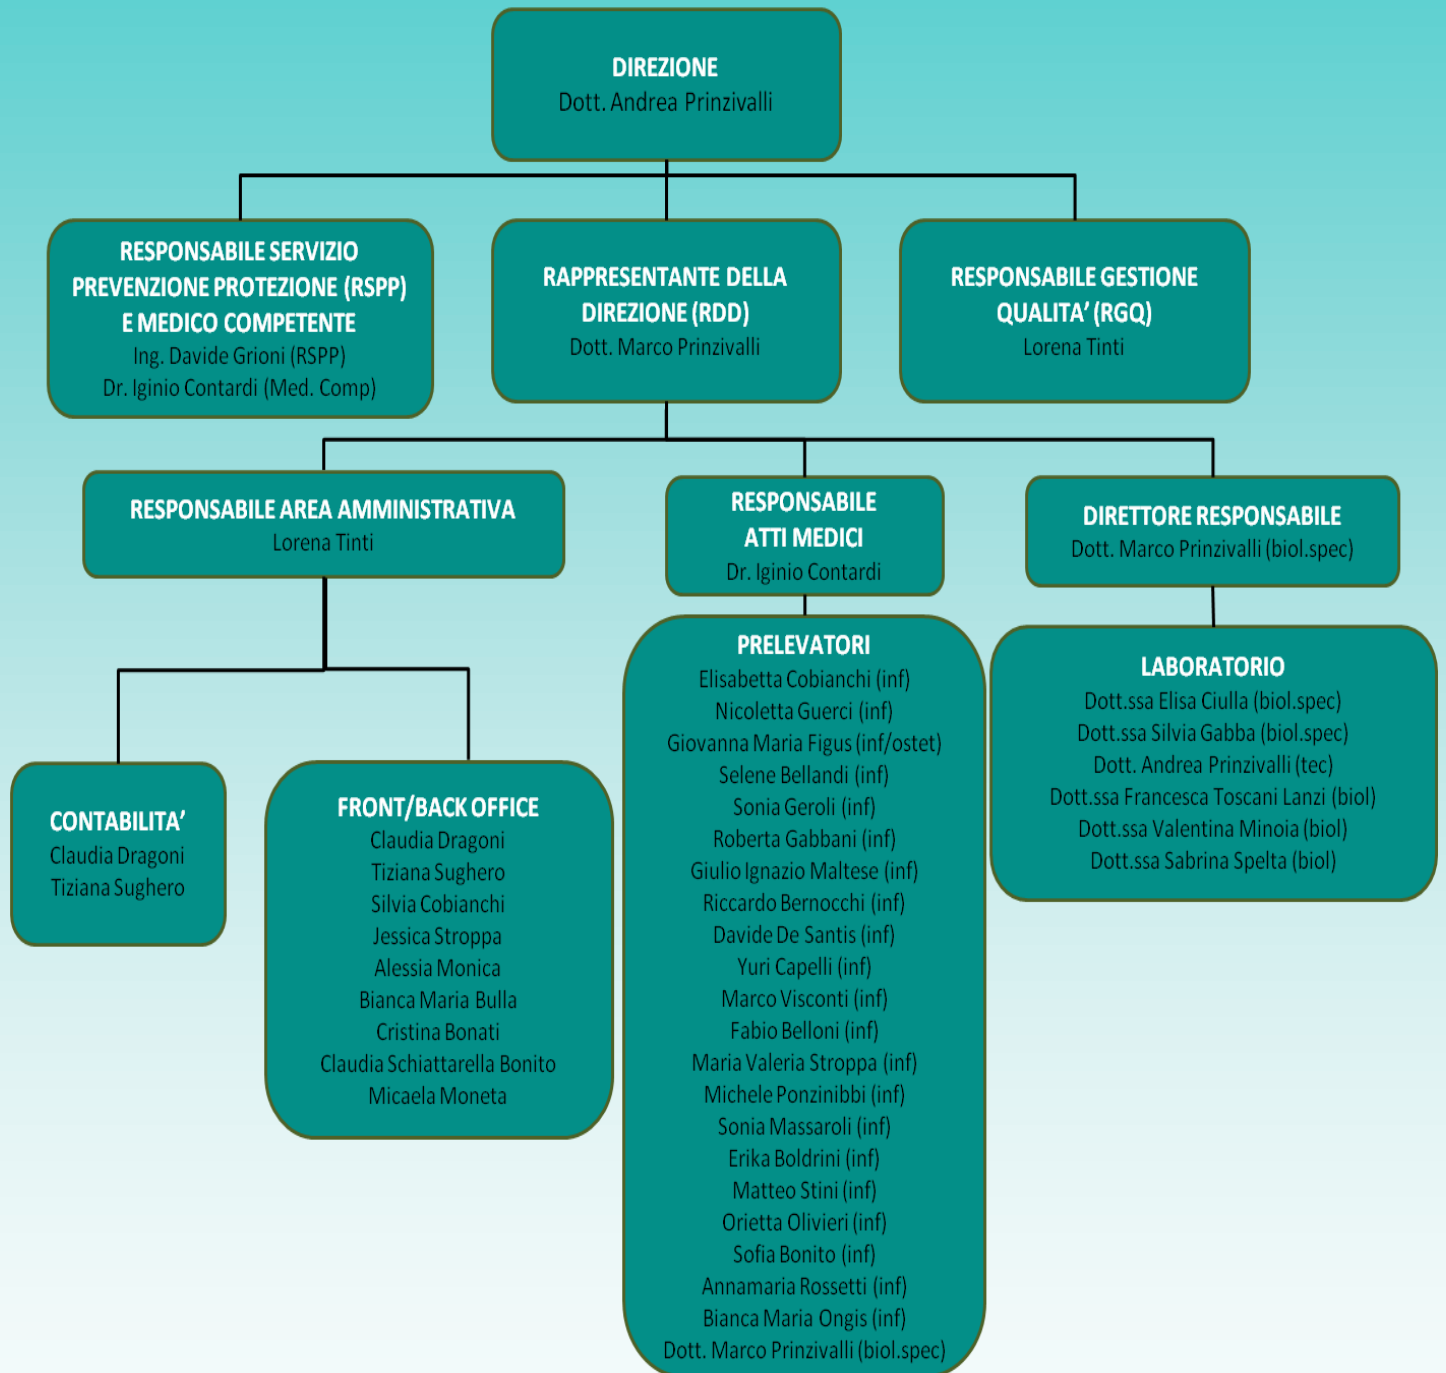 DIREZIONE
Dott. Andrea Prinzivalli
RESPONSABILE SERVIZIO
PREVENZIONE PROTEZIONE (RSPP)
E MEDICO COMPETENTE
Ing. Davide Grioni (RSPP)
Dr. Iginio Contardi (Med. Comp)
RAPPRESENTANTE DELLA
DIREZIONE (RDD)
Dott. Marco Prinzivalli
RESPONSABILE GESTIONE
QUALITA’ (RGQ)
Lorena Tinti
RESPONSABILE AREA AMMINISTRATIVA
Lorena Tinti
RESPONSABILE
ATTI MEDICI
Dr. Iginio Contardi
DIRETTORE RESPONSABILE
Dott. Marco Prinzivalli (biol.spec)
CONTABILITA’
Claudia Dragoni
Tiziana Sughero
FRONT/BACK OFFICE
Claudia Dragoni
Tiziana Sughero
Silvia Cobianchi
Jessica Stroppa
Alessia Monica
Bianca Maria Bulla
Cristina Bonati
Claudia Schiattarella Bonito
Micaela Moneta
PRELEVATORI
Elisabetta Cobianchi (inf)
Nicoletta Guerci (inf)
Giovanna Maria Figus (inf/ostet)
Selene Bellandi (inf)
Sonia Geroli (inf)
Roberta Gabbani (inf)
Giulio Ignazio Maltese (inf)
Riccardo Bernocchi (inf)
Davide De Santis (inf)
Yuri Capelli (inf)
Marco Visconti (inf)
Fabio Belloni (inf)
Maria Valeria Stroppa (inf)
Michele Ponzinibbi (inf)
Sonia Massaroli (inf)
Erika Boldrini (inf)
Matteo Stini (inf)
Orietta Olivieri (inf)
Sofia Bonito (inf)
Annamaria Rossetti (inf)
Bianca Maria Ongis (inf)
Dott. Marco Prinzivalli (biol.spec)
LABORATORIO
Dott.ssa Elisa Ciulla (biol.spec)
Dott.ssa Silvia Gabba (biol.spec)
Dott. Andrea Prinzivalli (tec)
Dott.ssa Francesca Toscani Lanzi (biol)
Dott.ssa Valentina Minoia (biol)
Dott.ssa Sabrina Spelta (biol)